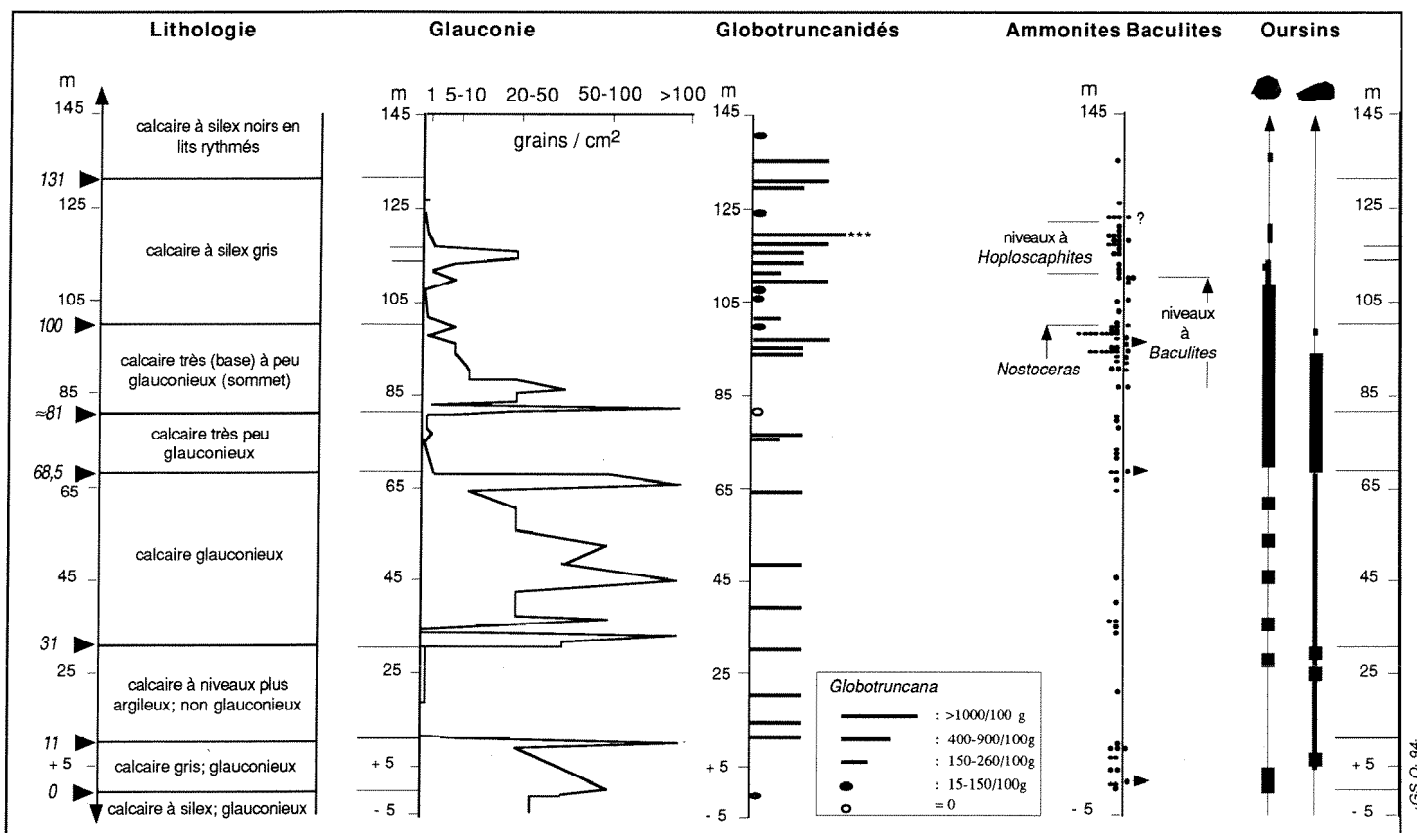 Lithologie Glauconie Globotruncanidés Ammonites Baculites Oursins
m
145
131
125
105
100
85
≈81
68,5
65
45
31
25
11
+ 5
0
- 5
calcaire à silex noirs en
lits rythmés
calcaire à silex gris
calcaire très (base) à peu
glauconieux (sommet)
calcaire très peu
glauconieux
calcaire glauconieux
calcaire à niveaux plus
argileux; non glauconieux
calcaire gris; glauconieux
calcaire à silex; glauconieux
m 1 5-10 20-50 50-100 >100
grains / cm²
145
125
105
85
65
45
25
+ 5
- 5
m
145
125
105
85
65
45
25
+ 5
- 5
***
Globotruncana
: >1000/100 g
: 400-900/100g
: 150-260/100g
: 15-150/100g
= 0
m
145
?
niveaux à
Hoploscaphites
niveaux
à
Baculites
Nostoceras
- 5
m
145
125
105
85
65
45
25
+ 5
- 5